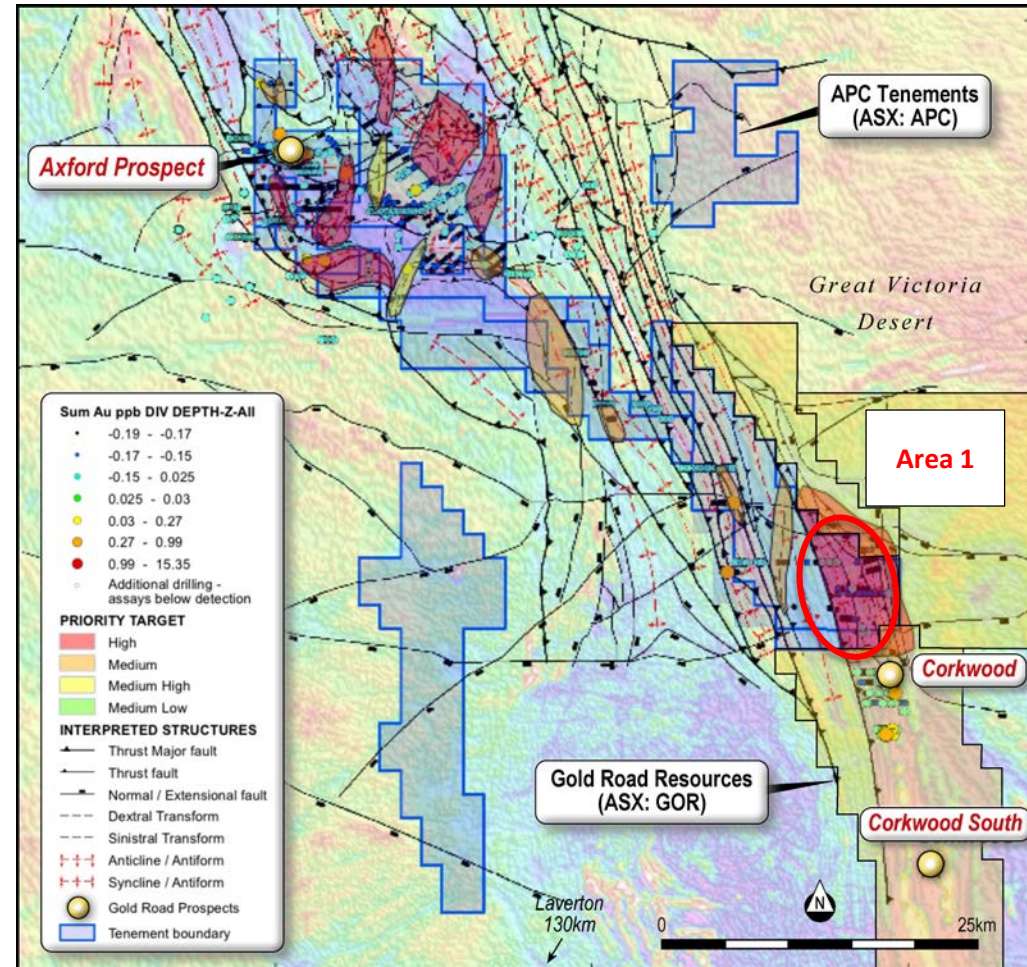 APC Tenements
(ASX: APC)
Axford Prospect
Great Victoria
Desert
Area 1
Sum Au ppb DIV DEPTH-Z-All
-0.19 - -0.17
-0.17 - -0.15
-0.15 - 0.025
0.025 - 0.03
0.03 - 0.27
0.27 - 0.99
0.99 - 15.35
Additional drilling -
assays below detection
PRIORITY TARGET
High
Medium
Medium High
Medium Low
INTERPRETED STRUCTURES
Thrust Major fault
Thrust fault
Normal / Extensional fault
Dextral Transform
Sinistral Transform
Anticline / Antiform
Syncline / Antiform
Gold Road Prospects
Tenement boundary
Corkwood
Gold Road Resources
(ASX: GOR)
Corkwood South
Laverton
130km
N
0 25km